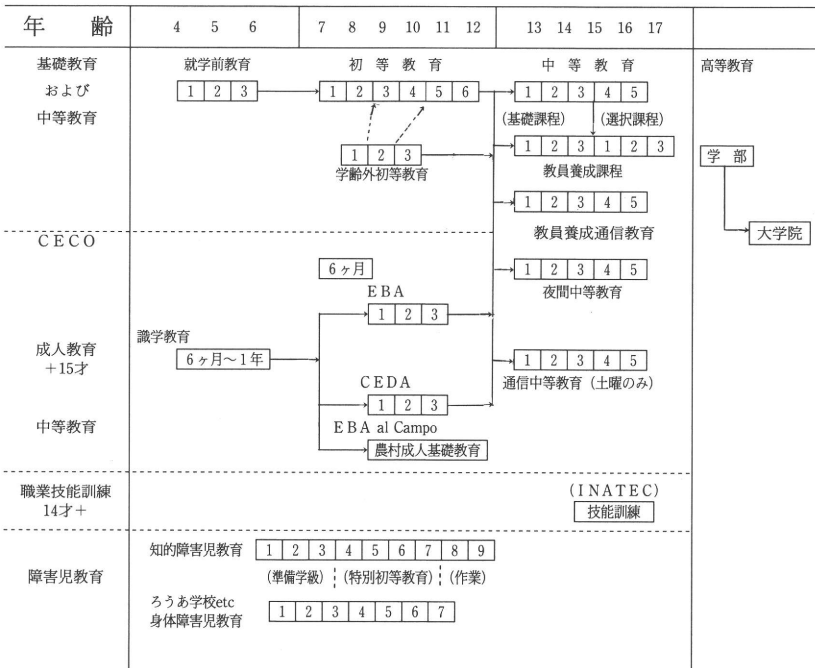 年 齢 4 5 6 7 8 9 10 11 12 13 14 15 16 17
基礎教育 就学前教育 初等教育 中等教育 高等教育
および 1 2 3 1 2 3 4 5 6 1 2 3 4 5
中等教育 (基礎課程) (選択課程)
1 2 3 1 2 3 1 2 3
学齢外初等教育 教員養成課程 学部
1 2 3 4 5
教員養成通信教育 大学院
CECO
6ヶ月 1 2 3 4 5
EBA 夜間中等教育
1 2 3
識学教育
成人教育 6ヶ月～1年 1 2 3 4 5
+15才 CEDA 通信中等教育（土曜のみ）
1 2 3
中等教育 EBA al Campo
農村成人基礎教育
職業技能訓練 (INATEC)
14才+ 技能訓練
知的障害児教育 1 2 3 4 5 6 7 8 9
障害児教育 (準備学級) (特別初等教育) (作業)
ろうあ学校etc 1 2 3 4 5 6 7
身体障害児教育